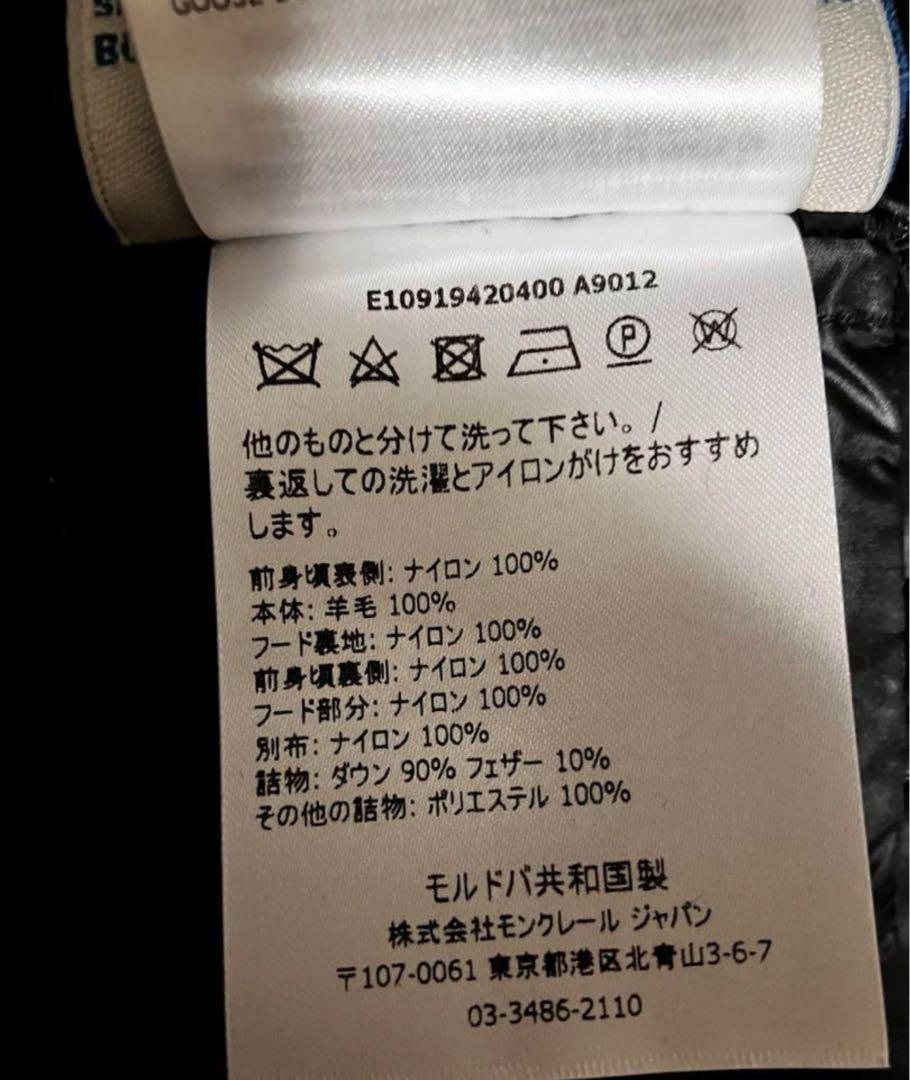 GOOSE
E10919420400 A9012
P
W
他のものと分けて洗って下さい。/
裏返しての洗濯とアイロンがけをおすすめ
します。
前身頃表側: ナイロン 100%
本体: 羊毛 100%
フード裏地: ナイロン 100%
前身頃裏側: ナイロン 100%
フード部分: ナイロン 100%
別布: ナイロン 100%
詰物: ダウン 90% フェザー 10%
その他の詰物: ポリエステル 100%
モルドバ共和国製
株式会社モンクレール ジャパン
〒107-0061 東京都港区北青山3-6-7
03-3486-2110